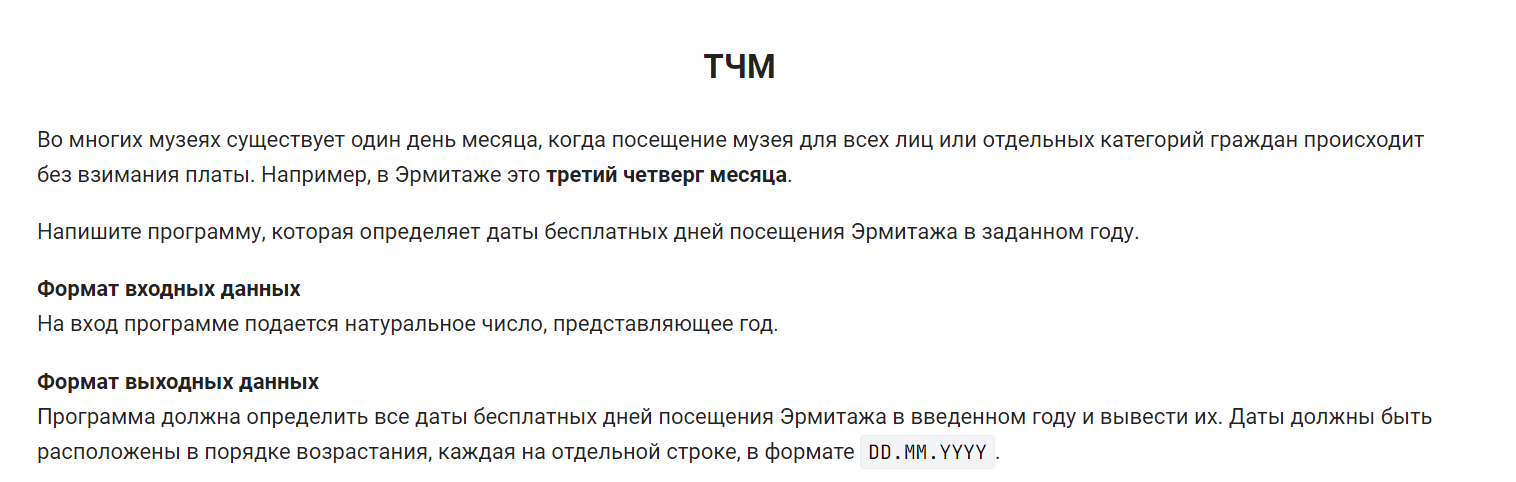 ТЧМ
Во многих музеях существует один день месяца, когда посещение музея для всех лиц или отдельных категорий граждан происходит
без взимания платы. Например, в Эрмитаже это третий четверг месяца.
Напишите программу, которая определяет даты бесплатных дней посещения Эрмитажа в заданном году.
Формат входных данных
На вход программе подается натуральное число, представляющее год.
Формат выходных данных
Программа должна определить все даты бесплатных дней посещения Эрмитажа в введенном году и вывести их. Даты должны быть
расположены в порядке возрастания, каждая на отдельной строке, в формате DD.MM.YYYY.